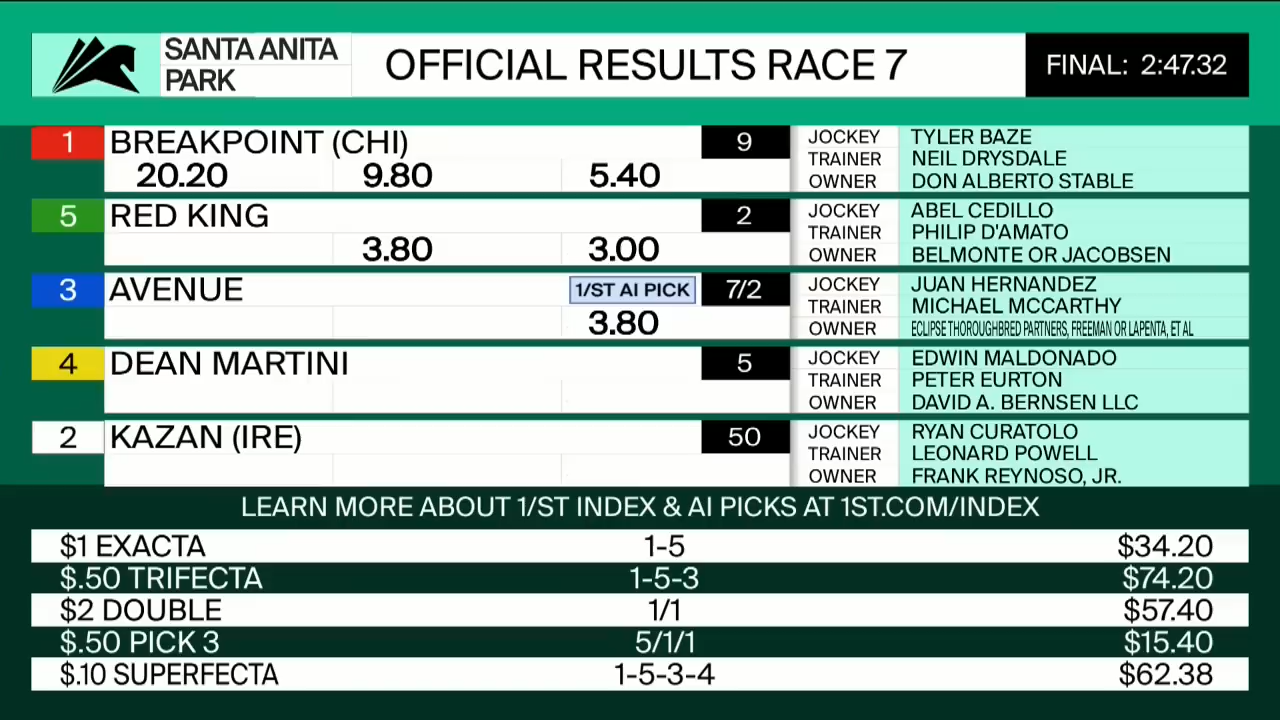 SANTA ANITA
PARK
OFFICIAL RESULTS RACE 7
FINAL: 2:47.32
1 BREAKPOINT (CHI) 9
20.20 9.80 5.40
JOCKEY TYLER BAZE
TRAINER NEIL DRYSDALE
OWNER DON ALBERTO STABLE
5 RED KING 2
3.80 3.00
JOCKEY ABEL CEDILLO
TRAINER PHILIP D'AMATO
OWNER BELMONTE OR JACOBSEN
3 AVENUE 1/ST AI PICK 7/2
3.80
JOCKEY JUAN HERNANDEZ
TRAINER MICHAEL MCCARTHY
OWNER ECLIPSE THOROUGHBRED PARTNERS, FREEMAN OR LAPENTA, ET AL
4 DEAN MARTINI 5
JOCKEY EDWIN MALDONADO
TRAINER PETER EURTON
OWNER DAVID A. BERNSEN LLC
2 KAZAN (IRE) 50
JOCKEY RYAN CURATOLO
TRAINER LEONARD POWELL
OWNER FRANK REYNOSO, JR.
LEARN MORE ABOUT 1/ST INDEX & AI PICKS AT 1ST.COM/INDEX
$1 EXACTA 1-5 $34.20
$.50 TRIFECTA 1-5-3 $74.20
$2 DOUBLE 1/1 $57.40
$.50 PICK 3 5/1/1 $15.40
$.10 SUPERFECTA 1-5-3-4 $62.38